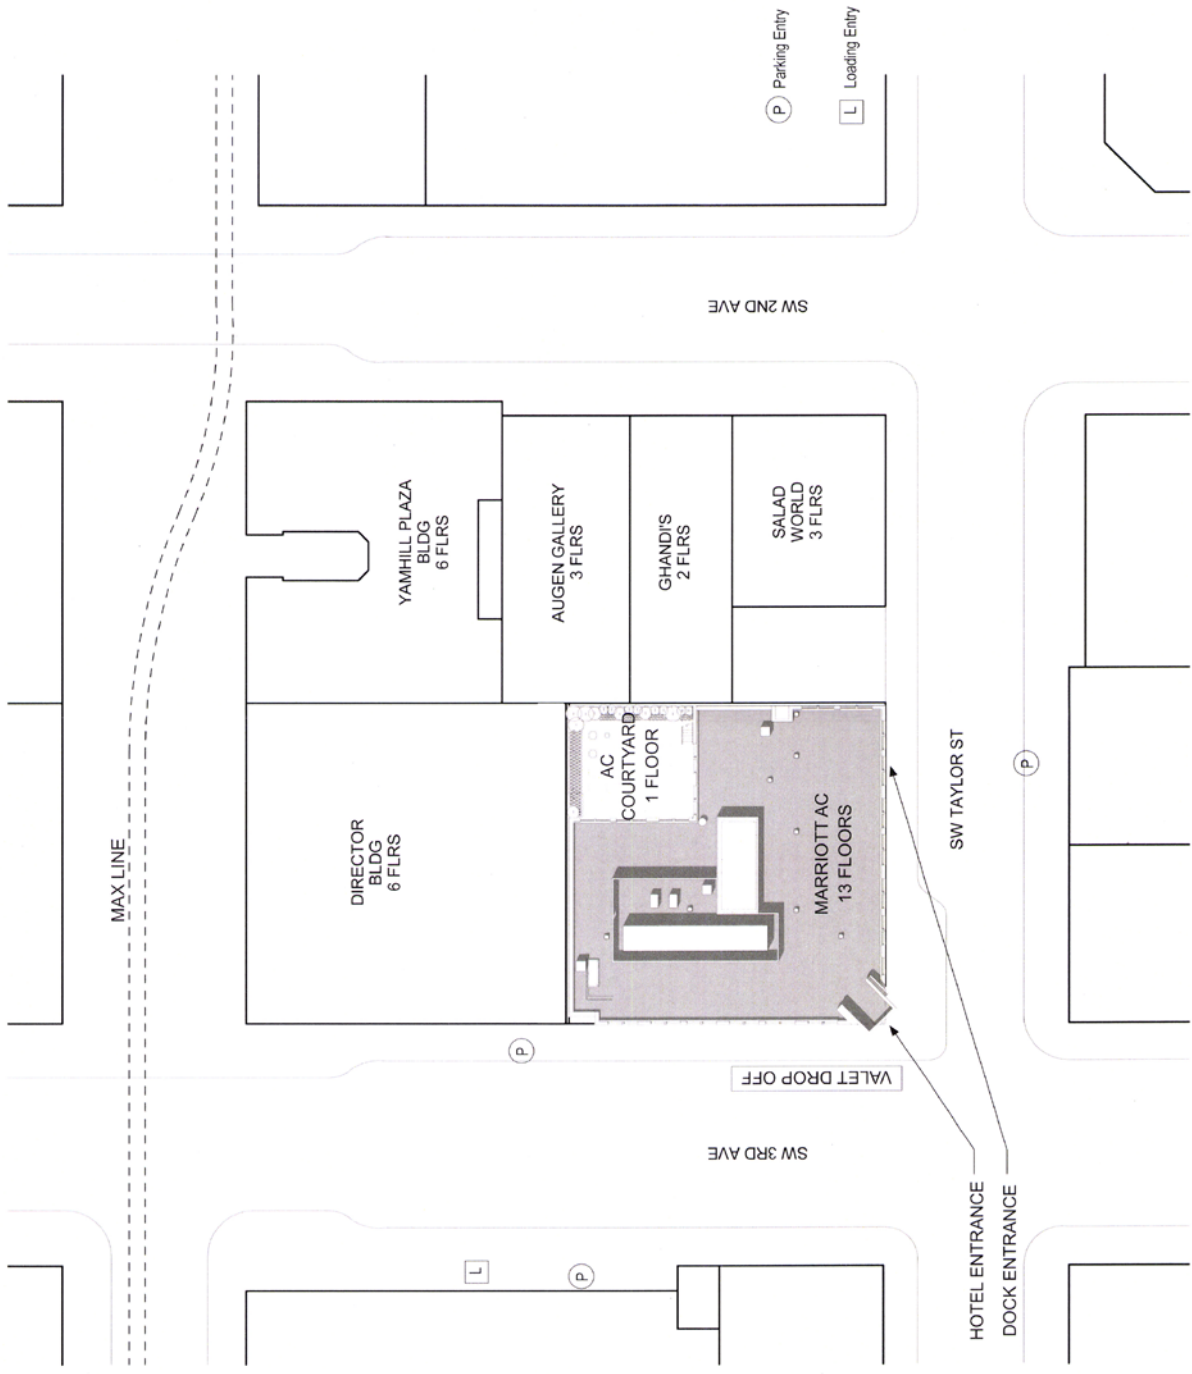 P Parking Entry
L Loading Entry
SW 2ND AVE
YAMHILL PLAZA
BLDG
6 FLRS
AUGEN GALLERY
3 FLRS
GHANDI'S
2 FLRS
SALAD
WORLD
3 FLRS
MAX LINE
DIRECTOR
BLDG
6 FLRS
AC
COURTYARD
1 FLOOR
MARRIOTT AC
13 FLOORS
SW TAYLOR ST
P
P
VALET DROP OFF
SW 3RD AVE
L
P
HOTEL ENTRANCE
DOCK ENTRANCE